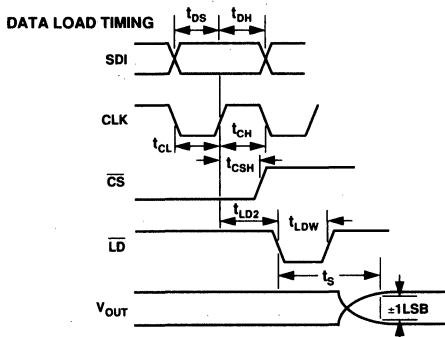 DATA LOAD TIMING
tDS
tDH
SDI
CLK
tCL
tCH
tCSH
CS
tLD2
tLDW
LD
tS
VOUT
±1LSB